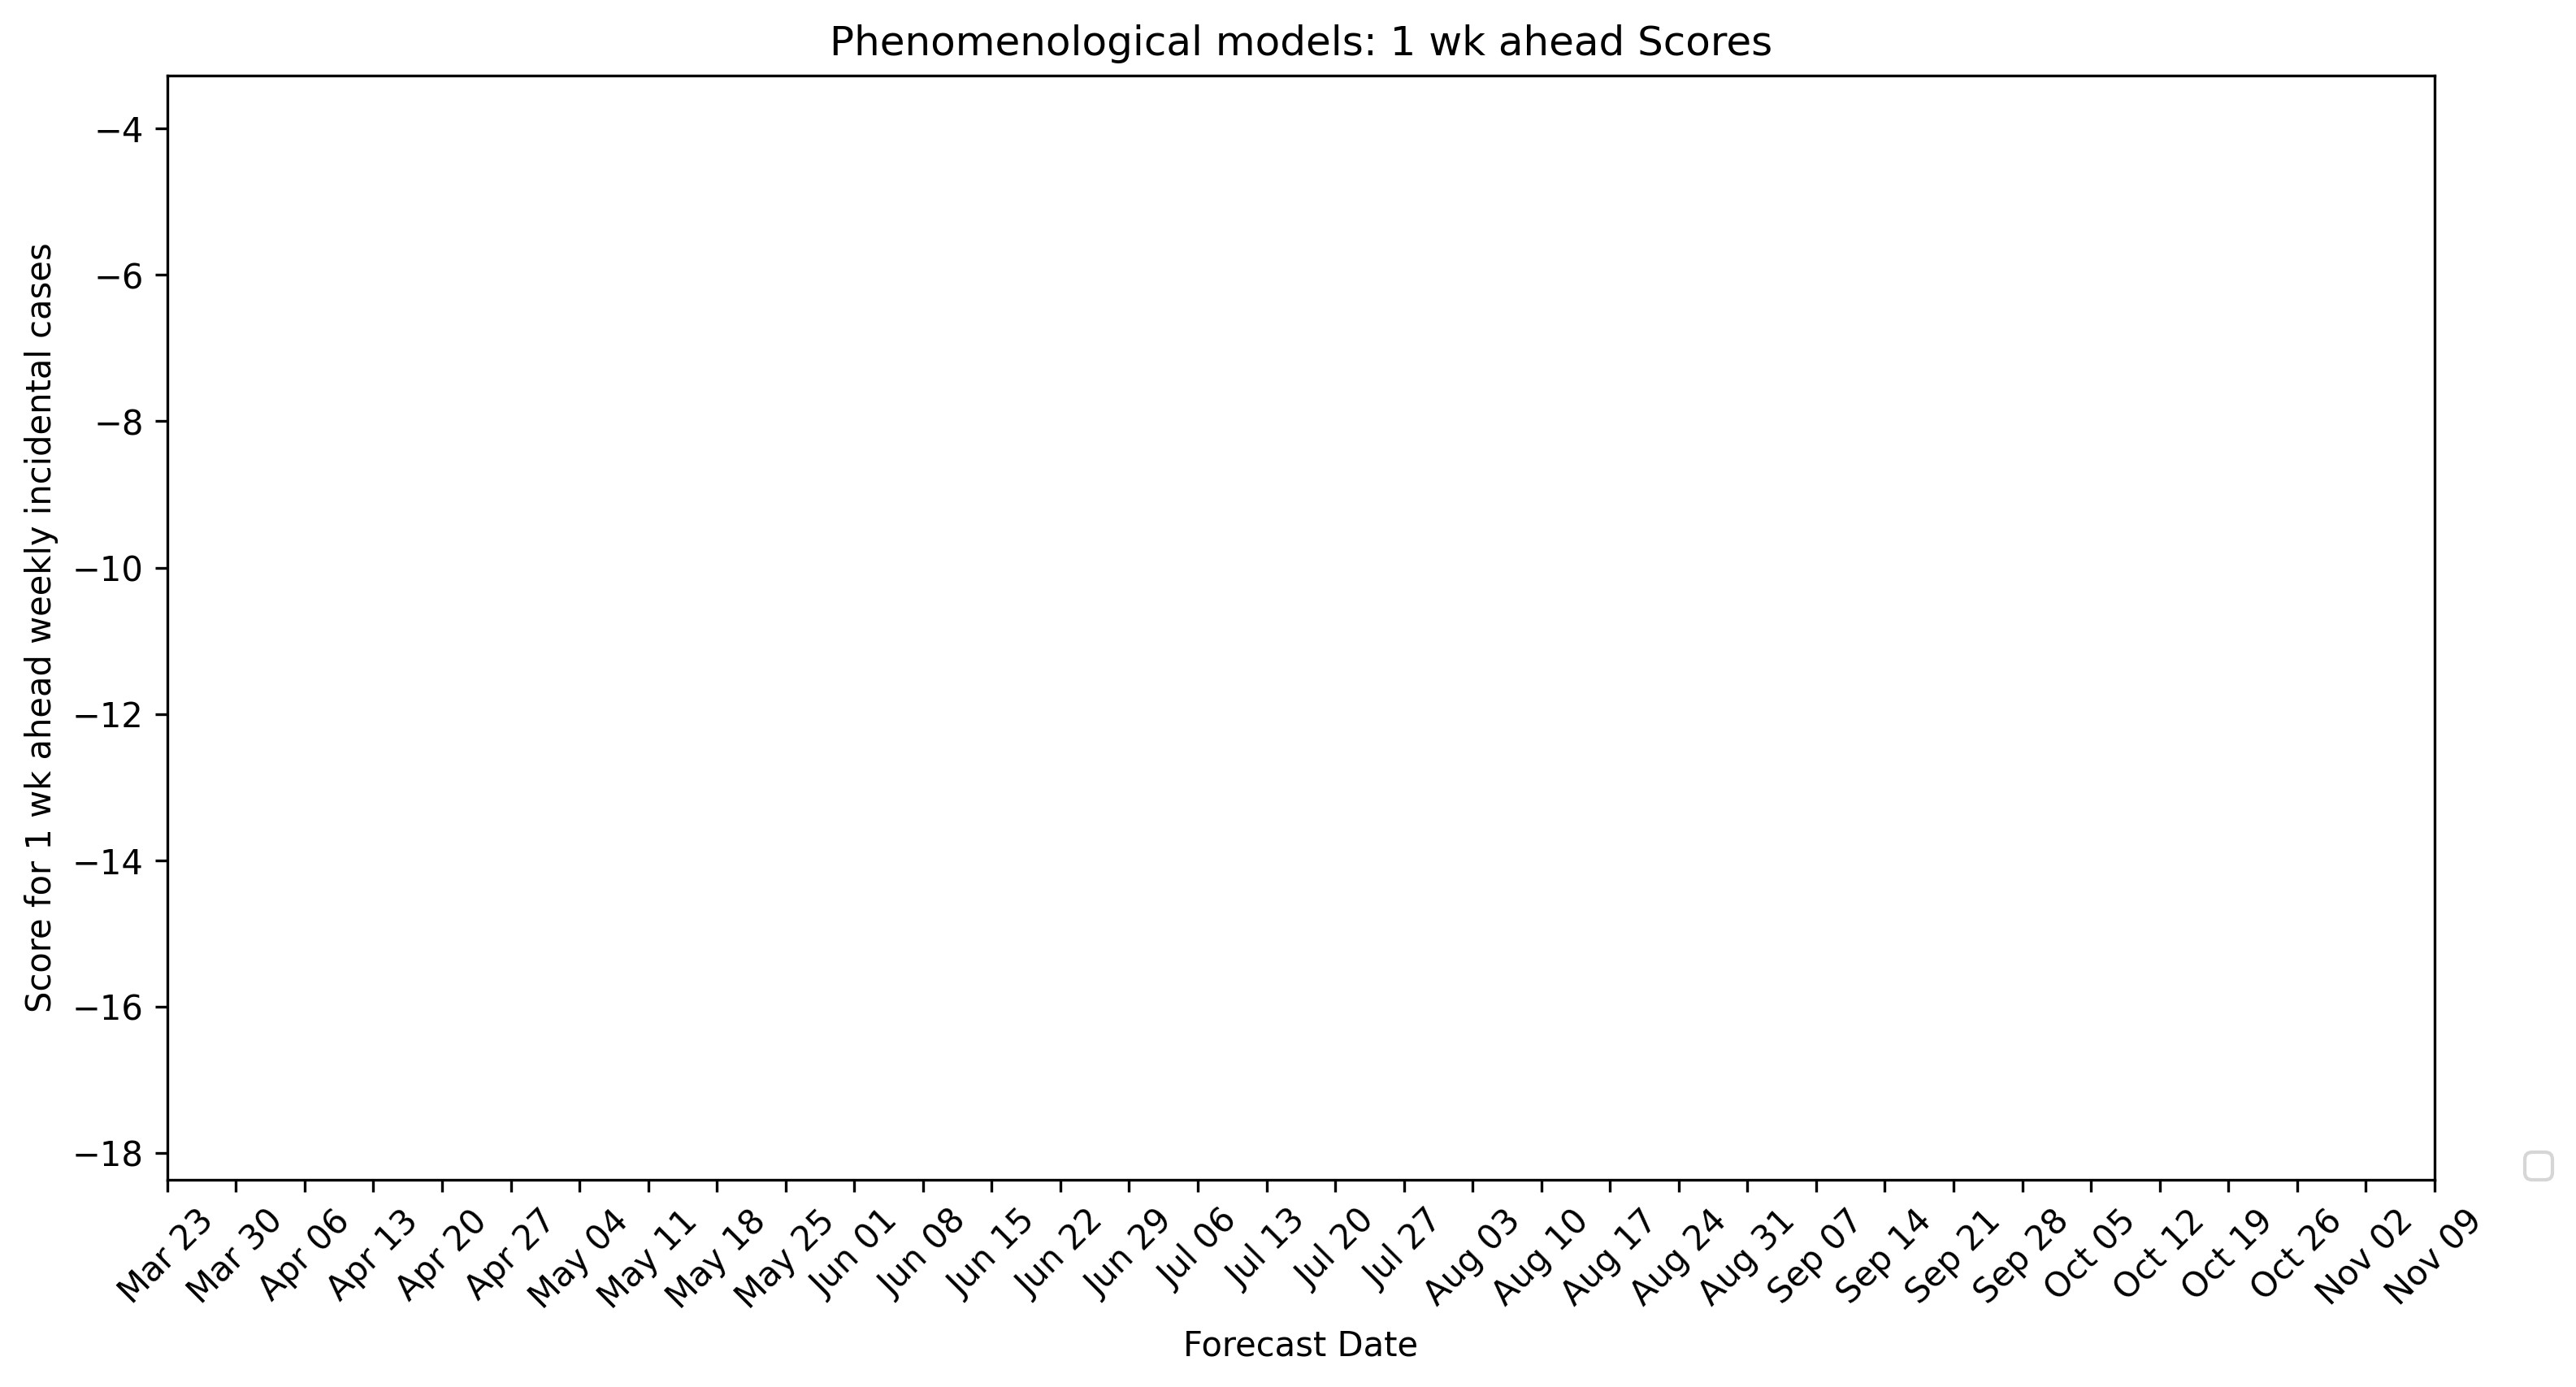 Phenomenological models: 1 wk ahead Scores
Score for 1 wk ahead weekly incidental cases
−4
−6
−8
−10
−12
−14
−16
−18
Mar 23
Mar 30
Apr 06
Apr 13
Apr 20
Apr 27
May 04
May 11
May 18
May 25
Jun 01
Jun 08
Jun 15
Jun 22
Jun 29
Jul 06
Jul 13
Jul 20
Jul 27
Aug 03
Aug 10
Aug 17
Aug 24
Aug 31
Sep 07
Sep 14
Sep 21
Sep 28
Oct 05
Oct 12
Oct 19
Oct 26
Nov 02
Nov 09
Forecast Date